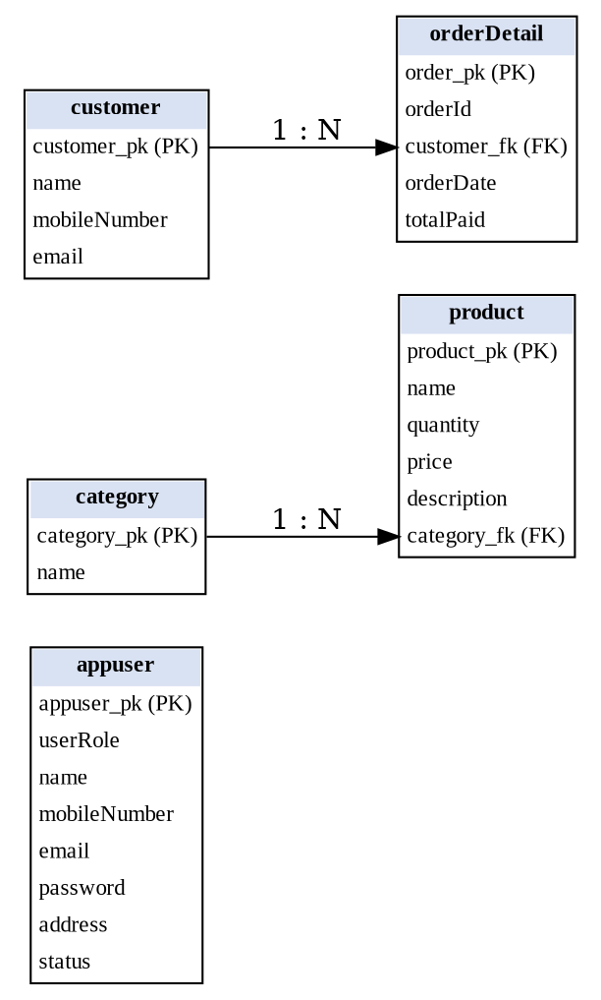 customer
customer_pk (PK)
name
mobileNumber
email
1 : N
orderDetail
order_pk (PK)
orderId
customer_fk (FK)
orderDate
totalPaid
category
category_pk (PK)
name
1 : N
product
product_pk (PK)
name
quantity
price
description
category_fk (FK)
appuser
appuser_pk (PK)
userRole
name
mobileNumber
email
password
address
status